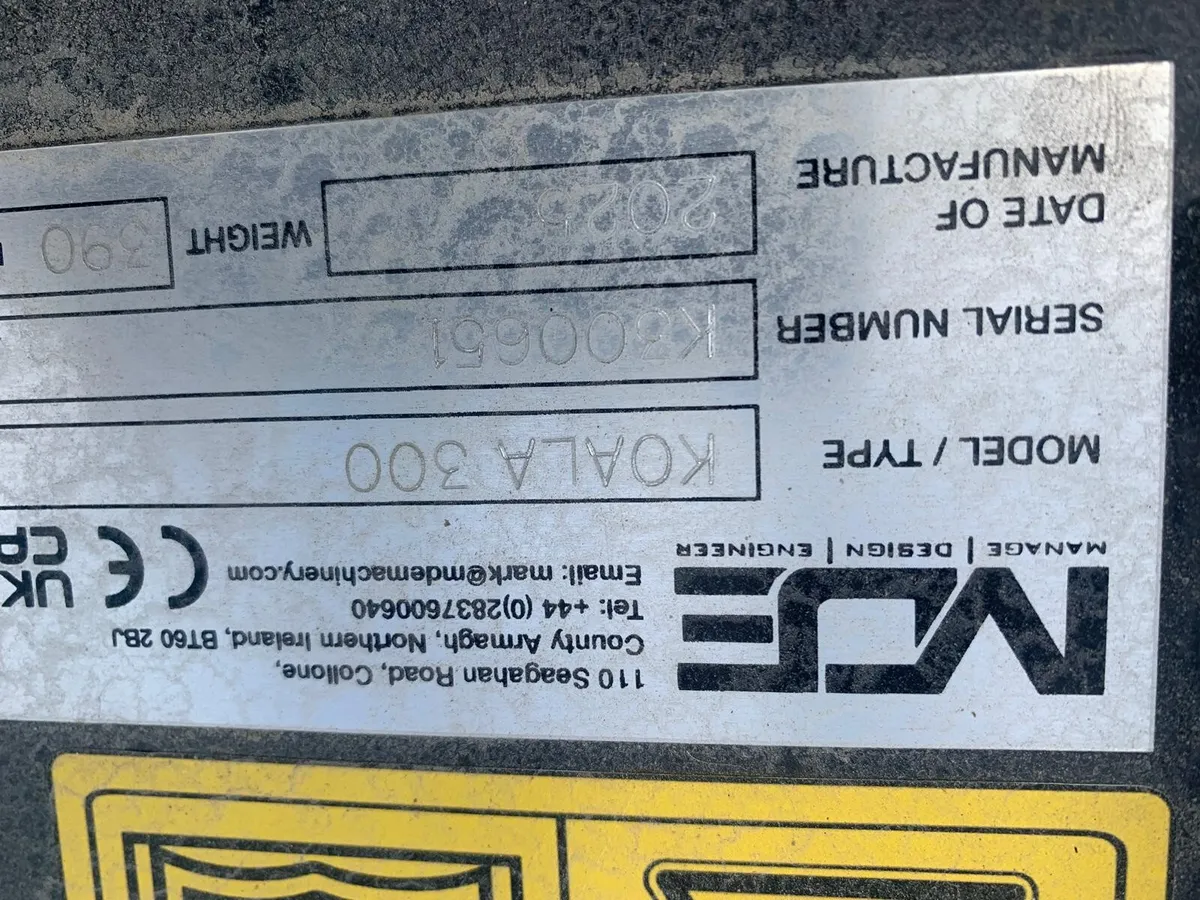 110 Seagahan Road, Collone,
County Armagh, Northern Ireland, BT60 2BJ
Tel: +44 (0)2837600640
Email: mark@mdemachinery.com
MDE
MANAGE | DESIGN | ENGINEER
CE UK CA
MODEL / TYPE KOALA 300
SERIAL NUMBER K300651
DATE OF
MANUFACTURE 2025 WEIGHT 390